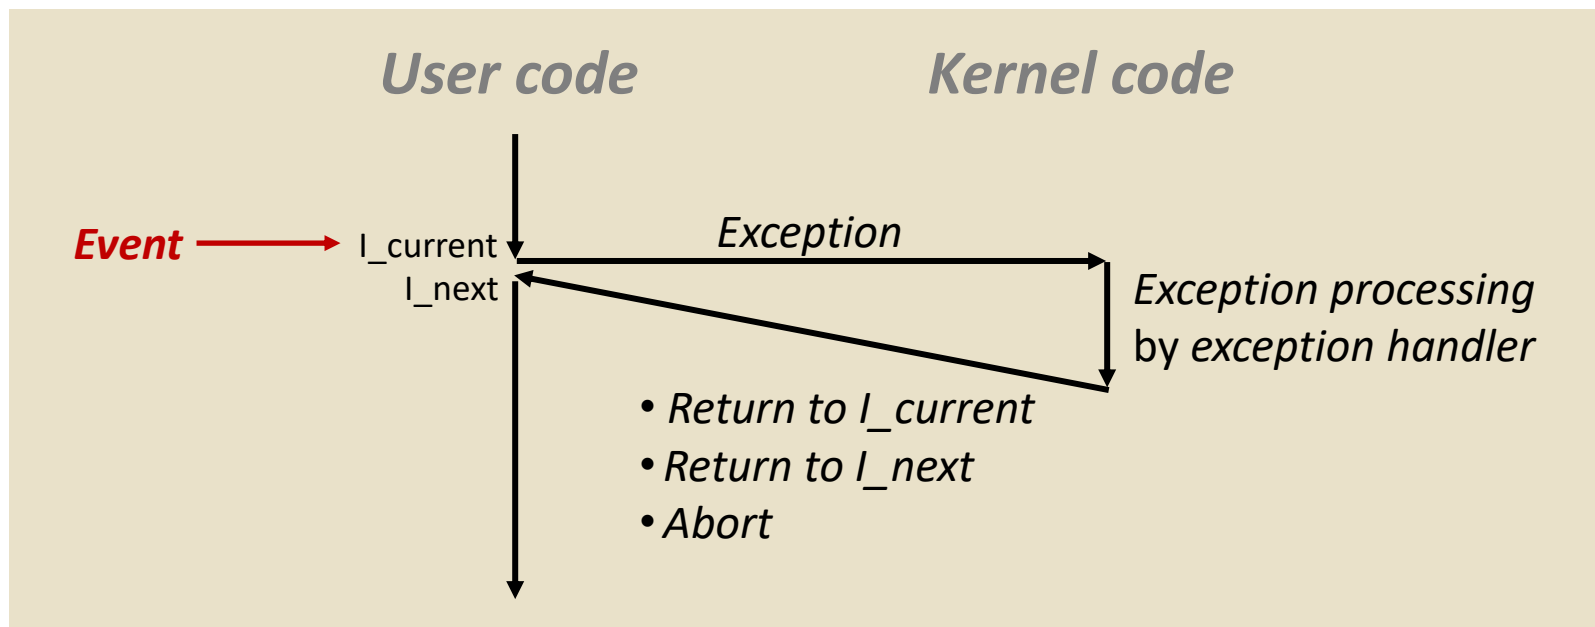 User code
Kernel code
Event
I_current
Exception
I_next
Exception processing
by exception handler
• Return to I_current
• Return to I_next
• Abort